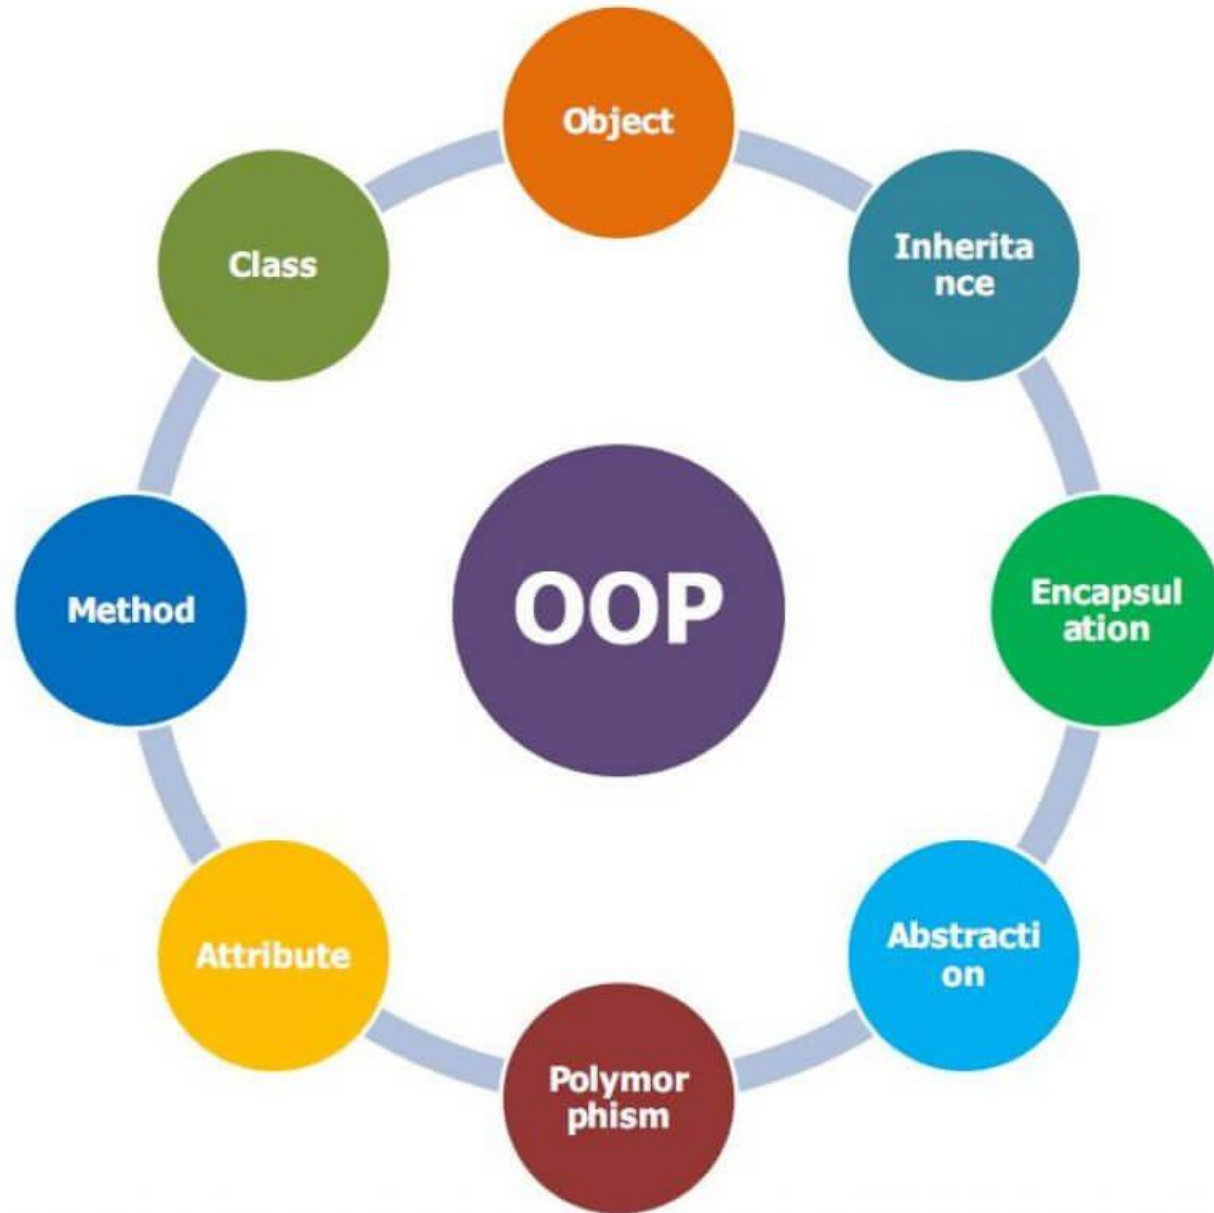 Object
Inherita
nce
Encapsul
ation
Abstracti
on
Polymor
phism
Attribute
Method
Class
OOP